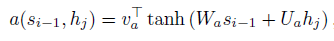 a(s_{i-1}, h_j) = v_a^⊤ tanh (W_a s_{i-1} + U_a h_j)